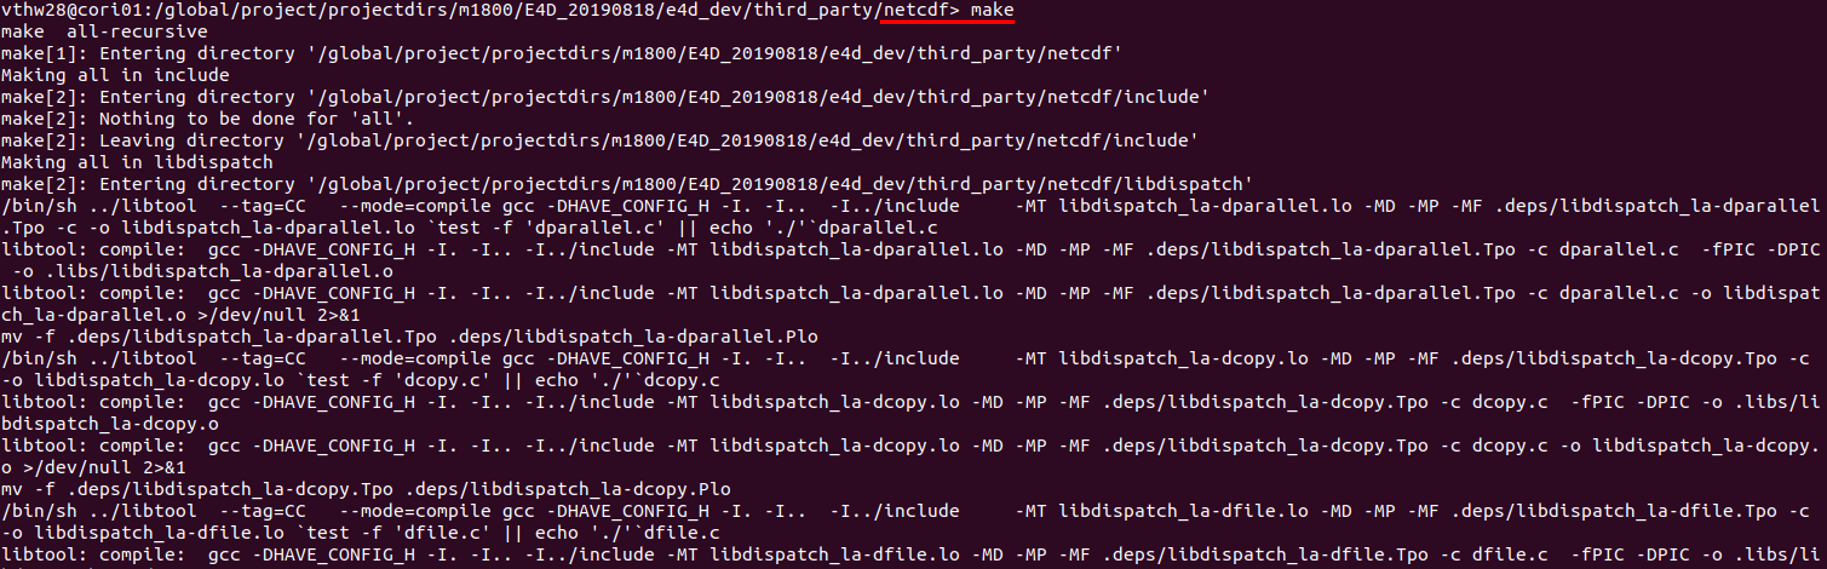 vthw28@cori01:/global/project/projectdirs/m1800/E4D_20190818/e4d_dev/third_party/netcdf> make
make  all-recursive
make[1]: Entering directory '/global/project/projectdirs/m1800/E4D_20190818/e4d_dev/third_party/netcdf'
Making all in include
make[2]: Entering directory '/global/project/projectdirs/m1800/E4D_20190818/e4d_dev/third_party/netcdf/include'
make[2]: Nothing to be done for 'all'.
make[2]: Leaving directory '/global/project/projectdirs/m1800/E4D_20190818/e4d_dev/third_party/netcdf/include'
Making all in libdispatch
make[2]: Entering directory '/global/project/projectdirs/m1800/E4D_20190818/e4d_dev/third_party/netcdf/libdispatch'
/bin/sh ../libtool  --tag=CC   --mode=compile gcc -DHAVE_CONFIG_H -I. -I..  -I../include     -MT libdispatch_la-dparallel.lo -MD -MP -MF .deps/libdispatch_la-dparallel
.Tpo -c -o libdispatch_la-dparallel.lo `test -f 'dparallel.c' || echo './'`dparallel.c
libtool: compile:  gcc -DHAVE_CONFIG_H -I. -I.. -I../include -MT libdispatch_la-dparallel.lo -MD -MP -MF .deps/libdispatch_la-dparallel.Tpo -c dparallel.c  -fPIC -DPIC
 -o .libs/libdispatch_la-dparallel.o
libtool: compile:  gcc -DHAVE_CONFIG_H -I. -I.. -I../include -MT libdispatch_la-dparallel.lo -MD -MP -MF .deps/libdispatch_la-dparallel.Tpo -c dparallel.c -o libdispat
ch_la-dparallel.o >/dev/null 2>&1
mv -f .deps/libdispatch_la-dparallel.Tpo .deps/libdispatch_la-dparallel.Plo
/bin/sh ../libtool  --tag=CC   --mode=compile gcc -DHAVE_CONFIG_H -I. -I..  -I../include     -MT libdispatch_la-dcopy.lo -MD -MP -MF .deps/libdispatch_la-dcopy.Tpo -c
-o libdispatch_la-dcopy.lo `test -f 'dcopy.c' || echo './'`dcopy.c
libtool: compile:  gcc -DHAVE_CONFIG_H -I. -I.. -I../include -MT libdispatch_la-dcopy.lo -MD -MP -MF .deps/libdispatch_la-dcopy.Tpo -c dcopy.c  -fPIC -DPIC -o .libs/li
bdispatch_la-dcopy.o
libtool: compile:  gcc -DHAVE_CONFIG_H -I. -I.. -I../include -MT libdispatch_la-dcopy.lo -MD -MP -MF .deps/libdispatch_la-dcopy.Tpo -c dcopy.c -o libdispatch_la-dcopy.
o >/dev/null 2>&1
mv -f .deps/libdispatch_la-dcopy.Tpo .deps/libdispatch_la-dcopy.Plo
/bin/sh ../libtool  --tag=CC   --mode=compile gcc -DHAVE_CONFIG_H -I. -I..  -I../include     -MT libdispatch_la-dfile.lo -MD -MP -MF .deps/libdispatch_la-dfile.Tpo -c
-o libdispatch_la-dfile.lo `test -f 'dfile.c' || echo './'`dfile.c
libtool: compile:  gcc -DHAVE_CONFIG_H -I. -I.. -I../include -MT libdispatch_la-dfile.lo -MD -MP -MF .deps/libdispatch_la-dfile.Tpo -c dfile.c  -fPIC -DPIC -o .libs/li